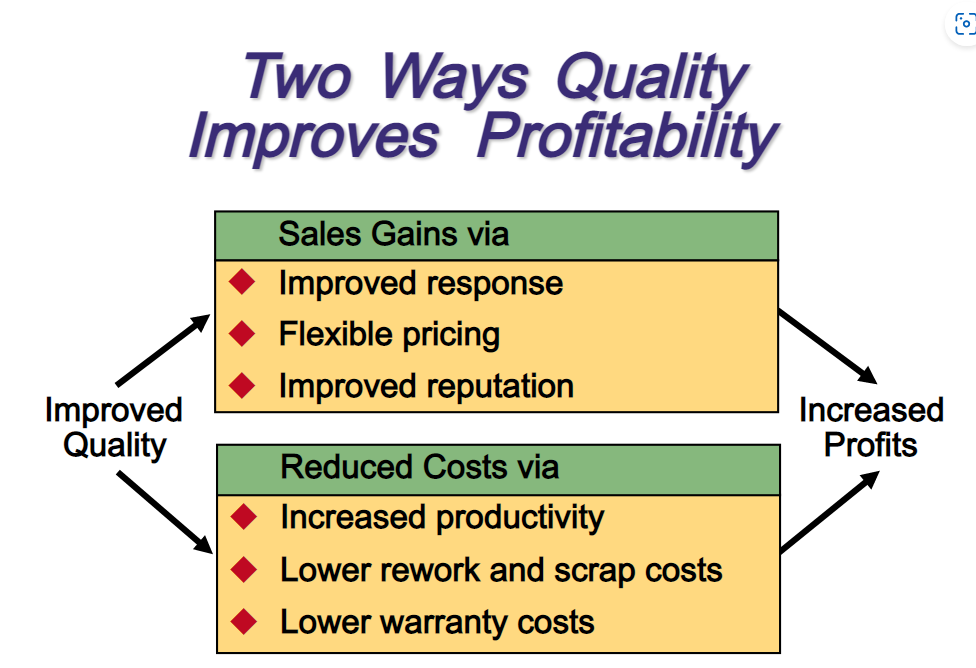 Two Ways Quality
Improves Profitability
Sales Gains via
Improved response
Flexible pricing
Improved reputation
Improved
Quality
Increased
Profits
Reduced Costs via
Increased productivity
Lower rework and scrap costs
Lower warranty costs